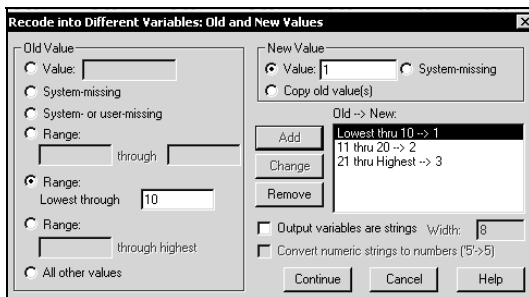 Recode into Different Variables: Old and New Values
Old Value
Value:
System-missing
System- or user-missing
Range:
through
Range:
Lowest through 10
Range:
through highest
All other values
New Value
Value: 1 System-missing
Copy old value(s)
Old --> New:
Add
Change
Remove
Lowest thru 10 --> 1
11 thru 20 --> 2
21 thru Highest --> 3
Output variables are strings Width: 8
Convert numeric strings to numbers ('5'->5)
Continue Cancel Help